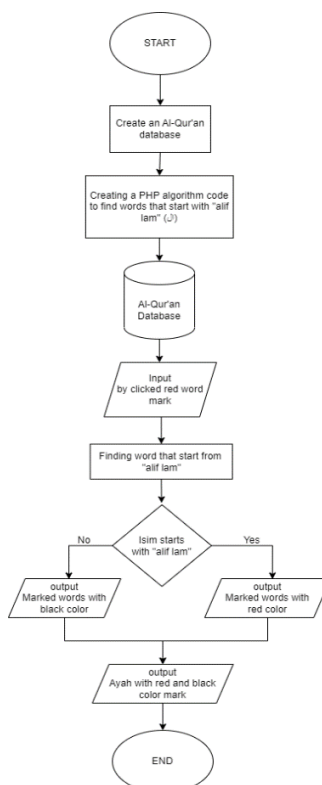 START
Create an Al-Qur'an
database
Creating a PHP algorithm code
to find words that start with "alif
lam" (ال)
Al-Qur'an
Database
Input
by clicked red word
mark
Finding word that start from
"alif lam"
Isim starts
with "alif lam"
No
Yes
output
Marked words with
black color
output
Marked words with
red color
output
Ayah with red and black
color mark
END